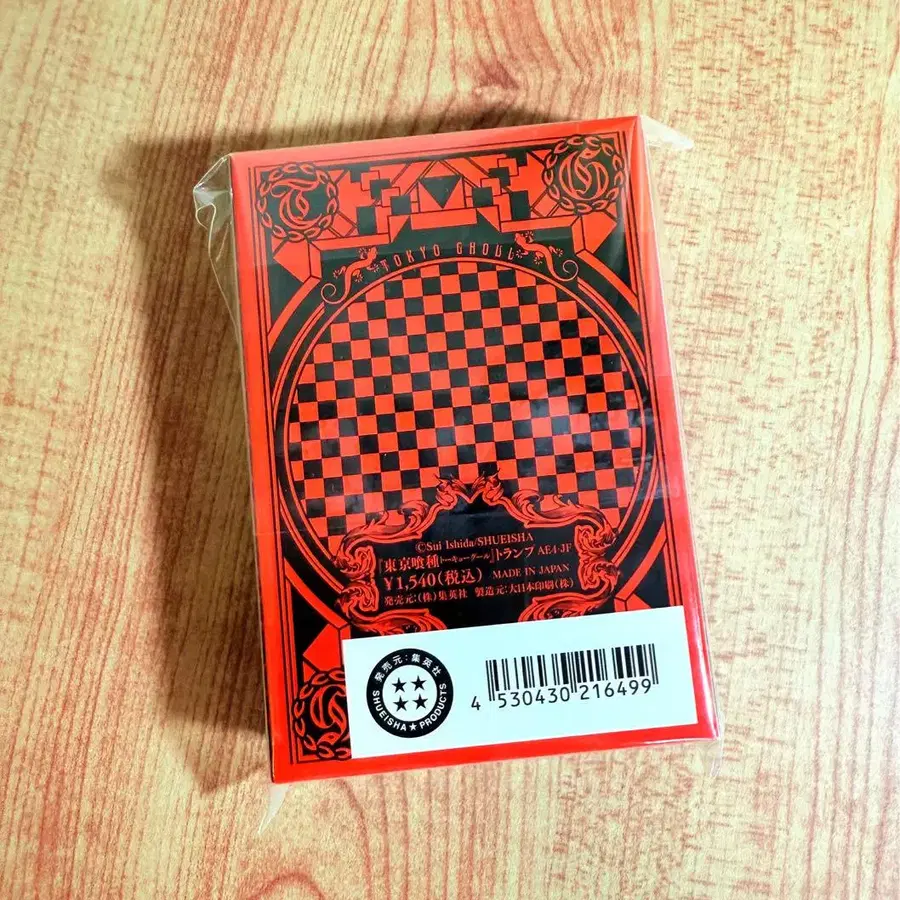 T
G
TOKYO GHOUL
©Sui Ishida/SHUEISHA
『東京喰種トーキョーグール』トランプ AE4-JF
¥1,540(税込) MADE IN JAPAN
発売元:(株)集英社 製造元:大日本印刷(株)
発売元:集英社
SHUEISHA★PRODUCTS
4 530430 216499